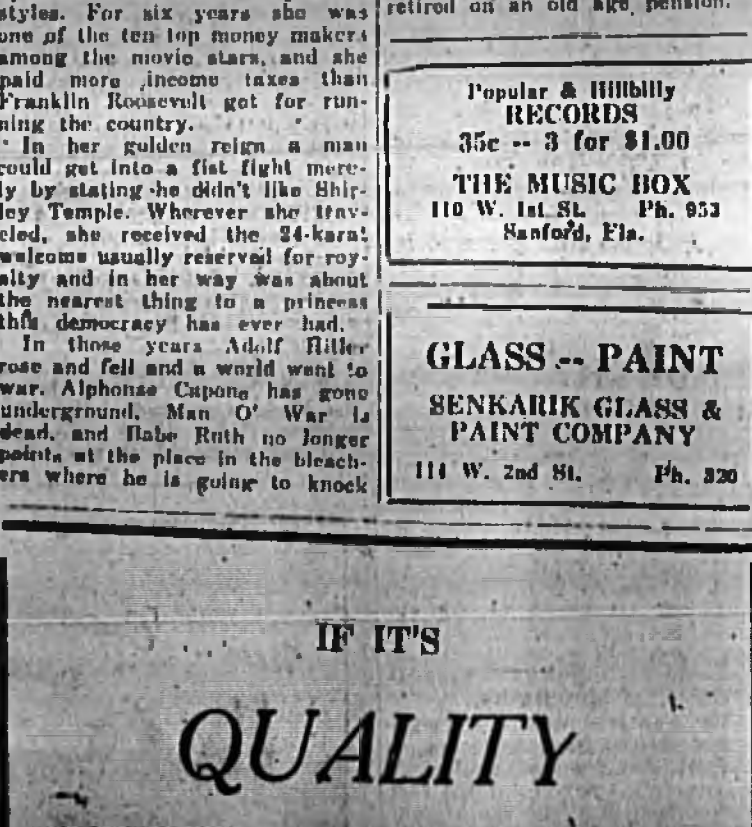 styles. For six years she was
one of the ten top money makers
among the movie stars, and she
paid more income taxes than
Franklin Roosevelt got for run-
ning the country.
In her golden reign a man
could get into a fist fight mere-
ly by stating he didn't like Shir-
ley Temple. Wherever she trav-
eled, she received the 24-karat
welcome usually reserved for roy-
alty and in her way was about
the nearest thing to a princess
this democracy has ever had.
In those years Adolf Hitler
rose and fell and a world went to
war. Alphonse Capone has gone
underground, Man O' War is
dead, and Babe Ruth no longer
points at the place in the bleach-
ers where he is going to knock
retired on an old age pension.
Popular & Hillbilly
RECORDS
35c -- 3 for $1.00
THE MUSIC BOX
110 W. 1st St. Ph. 953
Sanford, Fla.
GLASS -- PAINT
SENKARIK GLASS &
PAINT COMPANY
114 W. 2nd St. Ph. 320
IF IT'S
QUALITY